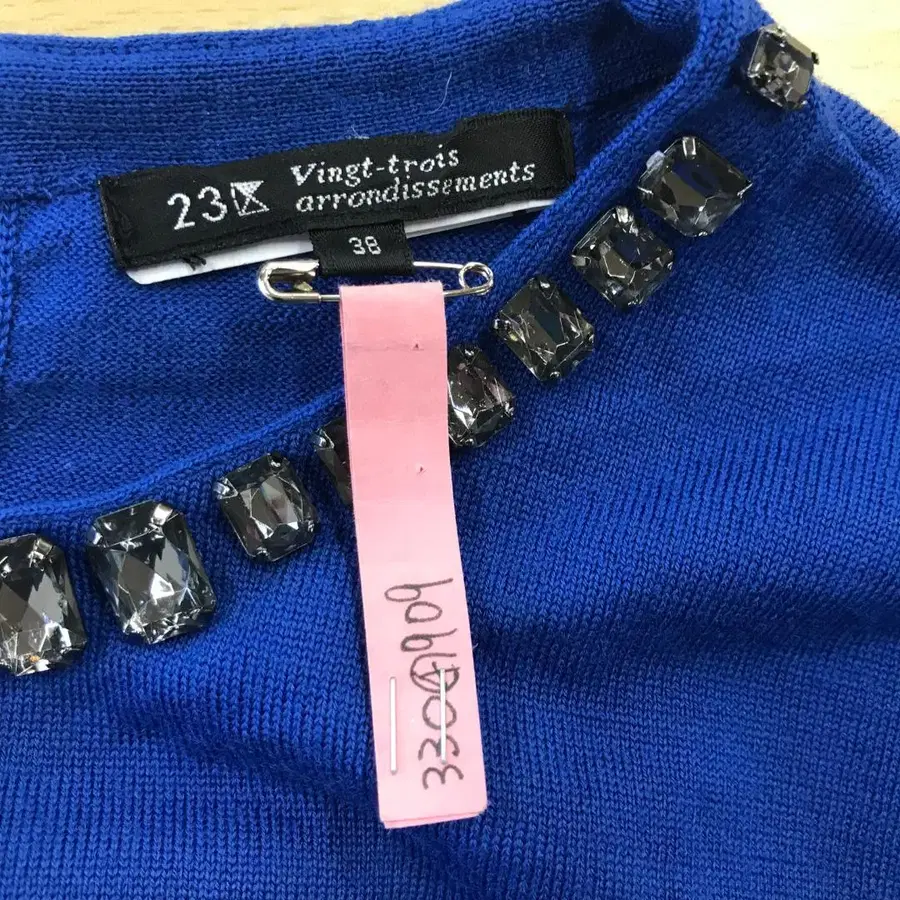 23 Vingt-trois
arrondissements
38